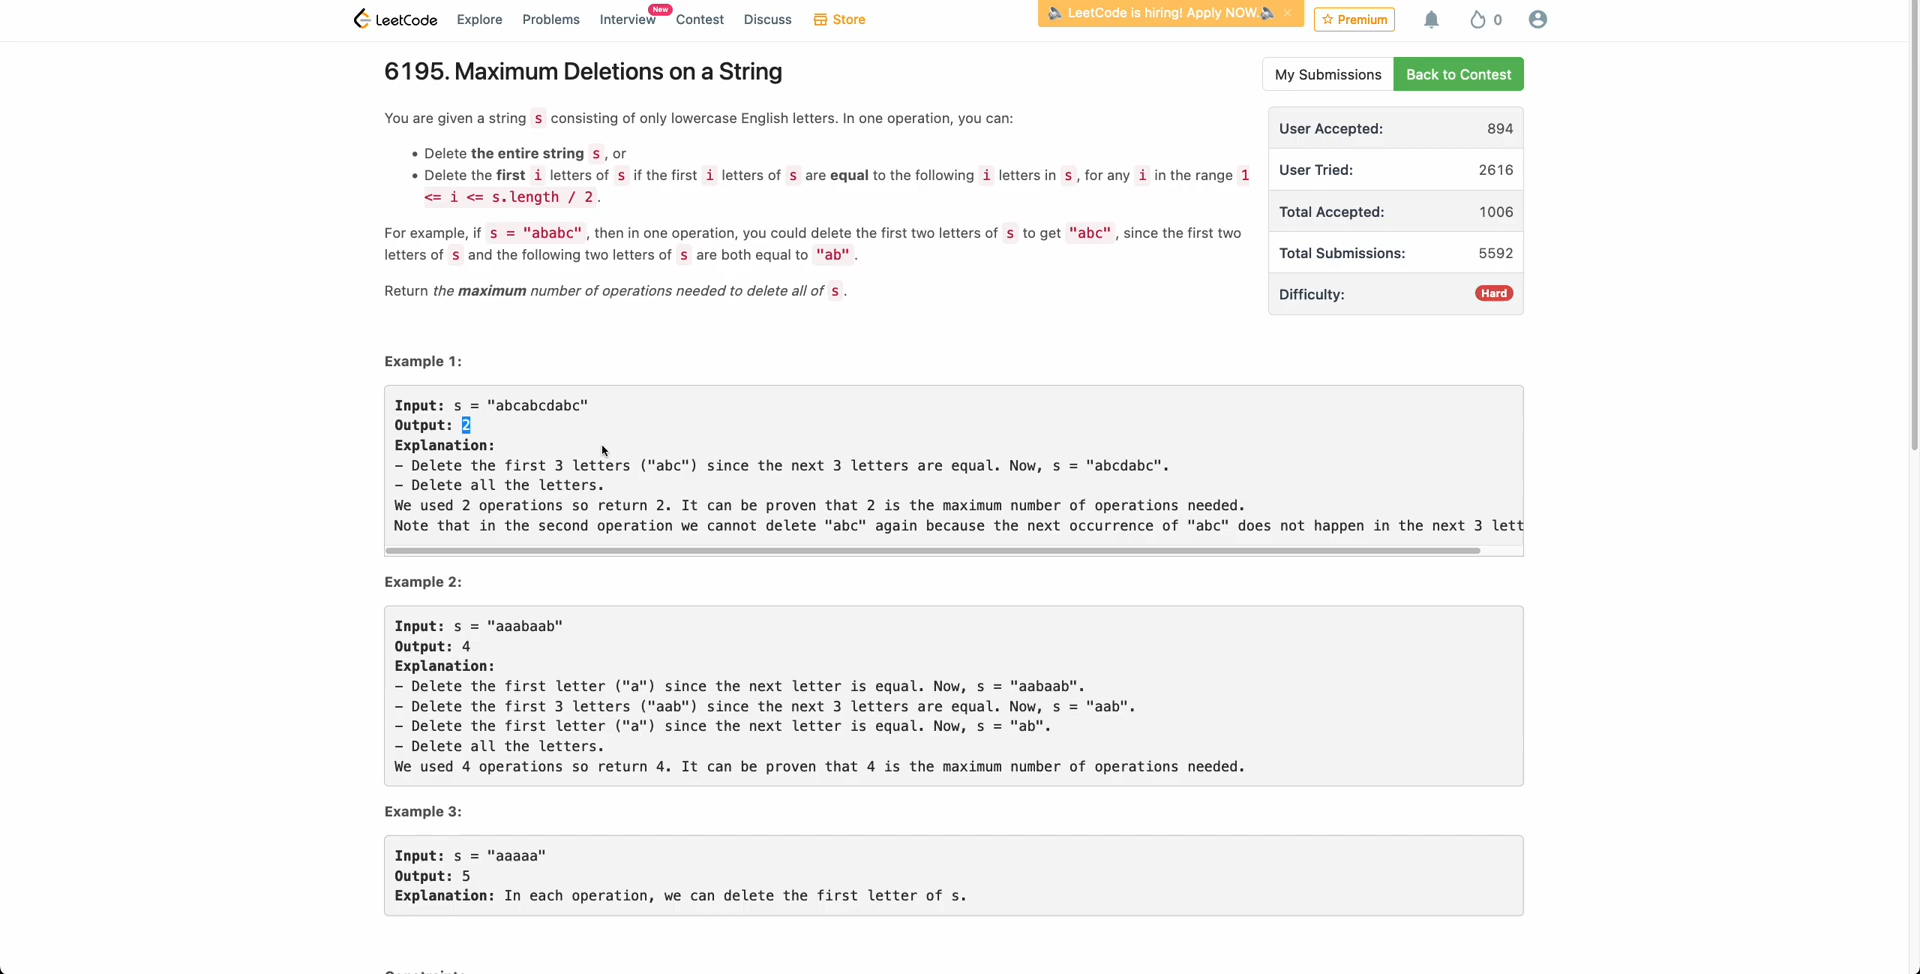 LeetCode Explore Problems Interview New Contest Discuss Store LeetCode is hiring! Apply NOW. × Premium 0
6195. Maximum Deletions on a String
My Submissions Back to Contest
You are given a string s consisting of only lowercase English letters. In one operation, you can:
• Delete the entire string s, or
• Delete the first i letters of s if the first i letters of s are equal to the following i letters in s, for any i in the range 1
<= i <= s.length / 2.
For example, if s = "ababc", then in one operation, you could delete the first two letters of s to get "abc", since the first two
letters of s and the following two letters of s are both equal to "ab".
Return the maximum number of operations needed to delete all of s.
User Accepted: 894
User Tried: 2616
Total Accepted: 1006
Total Submissions: 5592
Difficulty: Hard
Example 1:
Input: s = "abcabcdabc"
Output: 2
Explanation:
- Delete the first 3 letters ("abc") since the next 3 letters are equal. Now, s = "abcdabc".
- Delete all the letters.
We used 2 operations so return 2. It can be proven that 2 is the maximum number of operations needed.
Note that in the second operation we cannot delete "abc" again because the next occurrence of "abc" does not happen in the next 3 lett
Example 2:
Input: s = "aaabaab"
Output: 4
Explanation:
- Delete the first letter ("a") since the next letter is equal. Now, s = "aabaab".
- Delete the first 3 letters ("aab") since the next 3 letters are equal. Now, s = "aab".
- Delete the first letter ("a") since the next letter is equal. Now, s = "ab".
- Delete all the letters.
We used 4 operations so return 4. It can be proven that 4 is the maximum number of operations needed.
Example 3:
Input: s = "aaaaa"
Output: 5
Explanation: In each operation, we can delete the first letter of s.